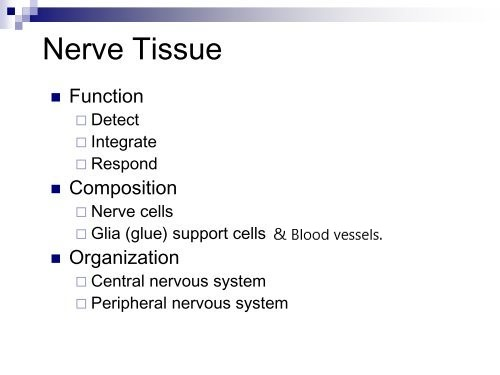 Nerve Tissue
Function
Detect
Integrate
Respond
Composition
Nerve cells
Glia (glue) support cells & Blood vessels.
Organization
Central nervous system
Peripheral nervous system